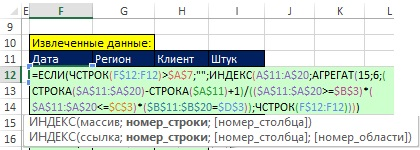 E F G H I J K L
9
10 Извлеченные данные:
11 Дата Регион Клиент Штук
12 =ЕСЛИ(ЧСТРОК(F$12:F12)>$A$7;"";ИНДЕКС(A$11:A$20;АГРЕГАТ(15;6;(
13 СТРОКА($A$11:$A$20)-СТРОКА($A$11)+1)/(($A$11:$A$20>=$B$3)*(
14 $A$11:$A$20<=$C$3)*($B$11:$B$20=$D$3));ЧСТРОК(F$12:F12))))
15 ИНДЕКС(массив; номер_строки; [номер_столбца])
16 ИНДЕКС(ссылка; номер_строки; [номер_столбца]; [номер_области])